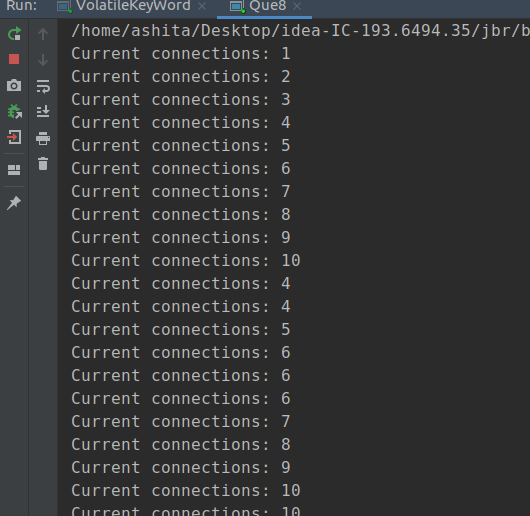 Run: VolatileKeyWord × Que8 ×
/home/ashita/Desktop/idea-IC-193.6494.35/jbr/b
Current connections: 1
Current connections: 2
Current connections: 3
Current connections: 4
Current connections: 5
Current connections: 6
Current connections: 7
Current connections: 8
Current connections: 9
Current connections: 10
Current connections: 4
Current connections: 4
Current connections: 5
Current connections: 6
Current connections: 6
Current connections: 6
Current connections: 7
Current connections: 8
Current connections: 9
Current connections: 10
Current connections: 10